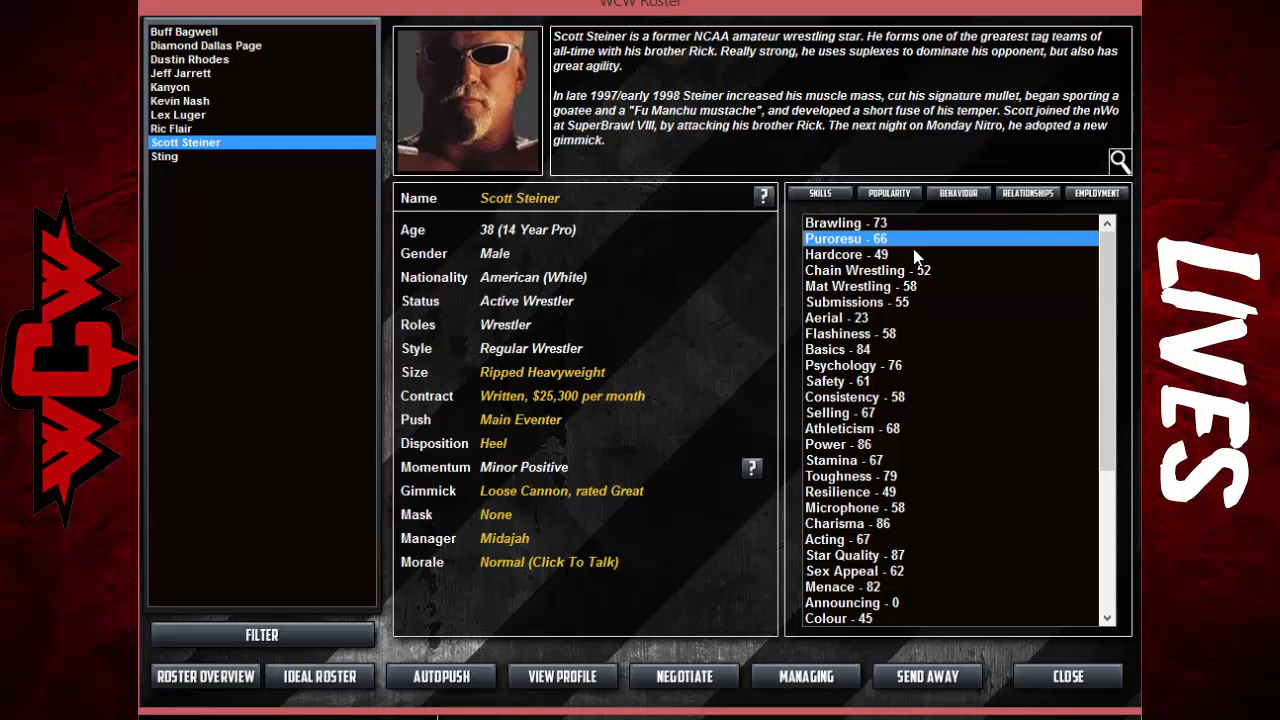 WCW Roster
Buff Bagwell
Diamond Dallas Page
Dustin Rhodes
Jeff Jarrett
Kanyon
Kevin Nash
Lex Luger
Ric Flair
Scott Steiner
Sting
Scott Steiner is a former NCAA amateur wrestling star. He forms one of the greatest tag teams of
all-time with his brother Rick. Really strong, he uses suplexes to dominate his opponent, but also has
great agility.
In late 1997/early 1998 Steiner increased his muscle mass, cut his signature mullet, began sporting a
goatee and a "Fu Manchu mustache", and developed a short fuse of his temper. Scott joined the nWo
at SuperBrawl VIII, by attacking his brother Rick. The next night on Monday Nitro, he adopted a new
gimmick.
Name Scott Steiner ?
Age 38 (14 Year Pro)
Gender Male
Nationality American (White)
Status Active Wrestler
Roles Wrestler
Style Regular Wrestler
Size Ripped Heavyweight
Contract Written, $25,300 per month
Push Main Eventer
Disposition Heel
Momentum Minor Positive ?
Gimmick Loose Cannon, rated Great
Mask None
Manager Midajah
Morale Normal (Click To Talk)
SKILLS POPULARITY BEHAVIOUR RELATIONSHIPS EMPLOYMENT
Brawling - 73
Puroresu - 66
Hardcore - 49
Chain Wrestling - 52
Mat Wrestling - 58
Submissions - 55
Aerial - 23
Flashiness - 58
Basics - 84
Psychology - 76
Safety - 61
Consistency - 58
Selling - 67
Athleticism - 68
Power - 86
Stamina - 67
Toughness - 79
Resilience - 49
Microphone - 58
Charisma - 86
Acting - 67
Star Quality - 87
Sex Appeal - 62
Menace - 82
Announcing - 0
Colour - 45
FILTER
ROSTER OVERVIEW IDEAL ROSTER AUTOPUSH VIEW PROFILE NEGOTIATE MANAGING SEND AWAY CLOSE
WCW
LIVES